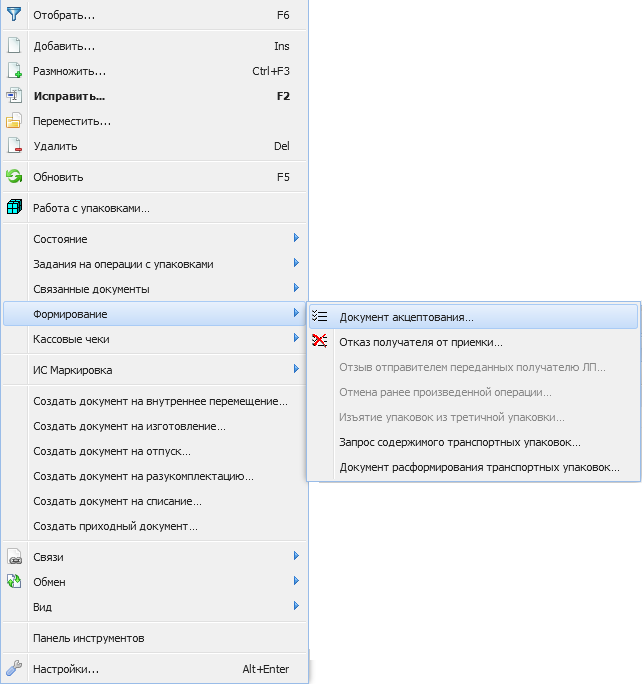 Отобрать... F6
Добавить... Ins
Размножить... Ctrl+F3
Исправить... F2
Переместить...
Удалить Del
Обновить F5
Работа с упаковками...
Состояние
Задания на операции с упаковками
Связанные документы
Формирование
Кассовые чеки
ИС Маркировка
Создать документ на внутреннее перемещение...
Создать документ на изготовление...
Создать документ на отпуск...
Создать документ на разукомплектацию...
Создать документ на списание...
Создать приходный документ...
Связи
Обмен
Вид
Панель инструментов
Настройки... Alt+Enter
Документ акцептования...
Отказ получателя от приемки...
Отзыв отправителем переданных получателю ЛП...
Отмена ранее произведенной операции...
Изъятие упаковок из третичной упаковки...
Запрос содержимого транспортных упаковок...
Документ расформирования транспортных упаковок...